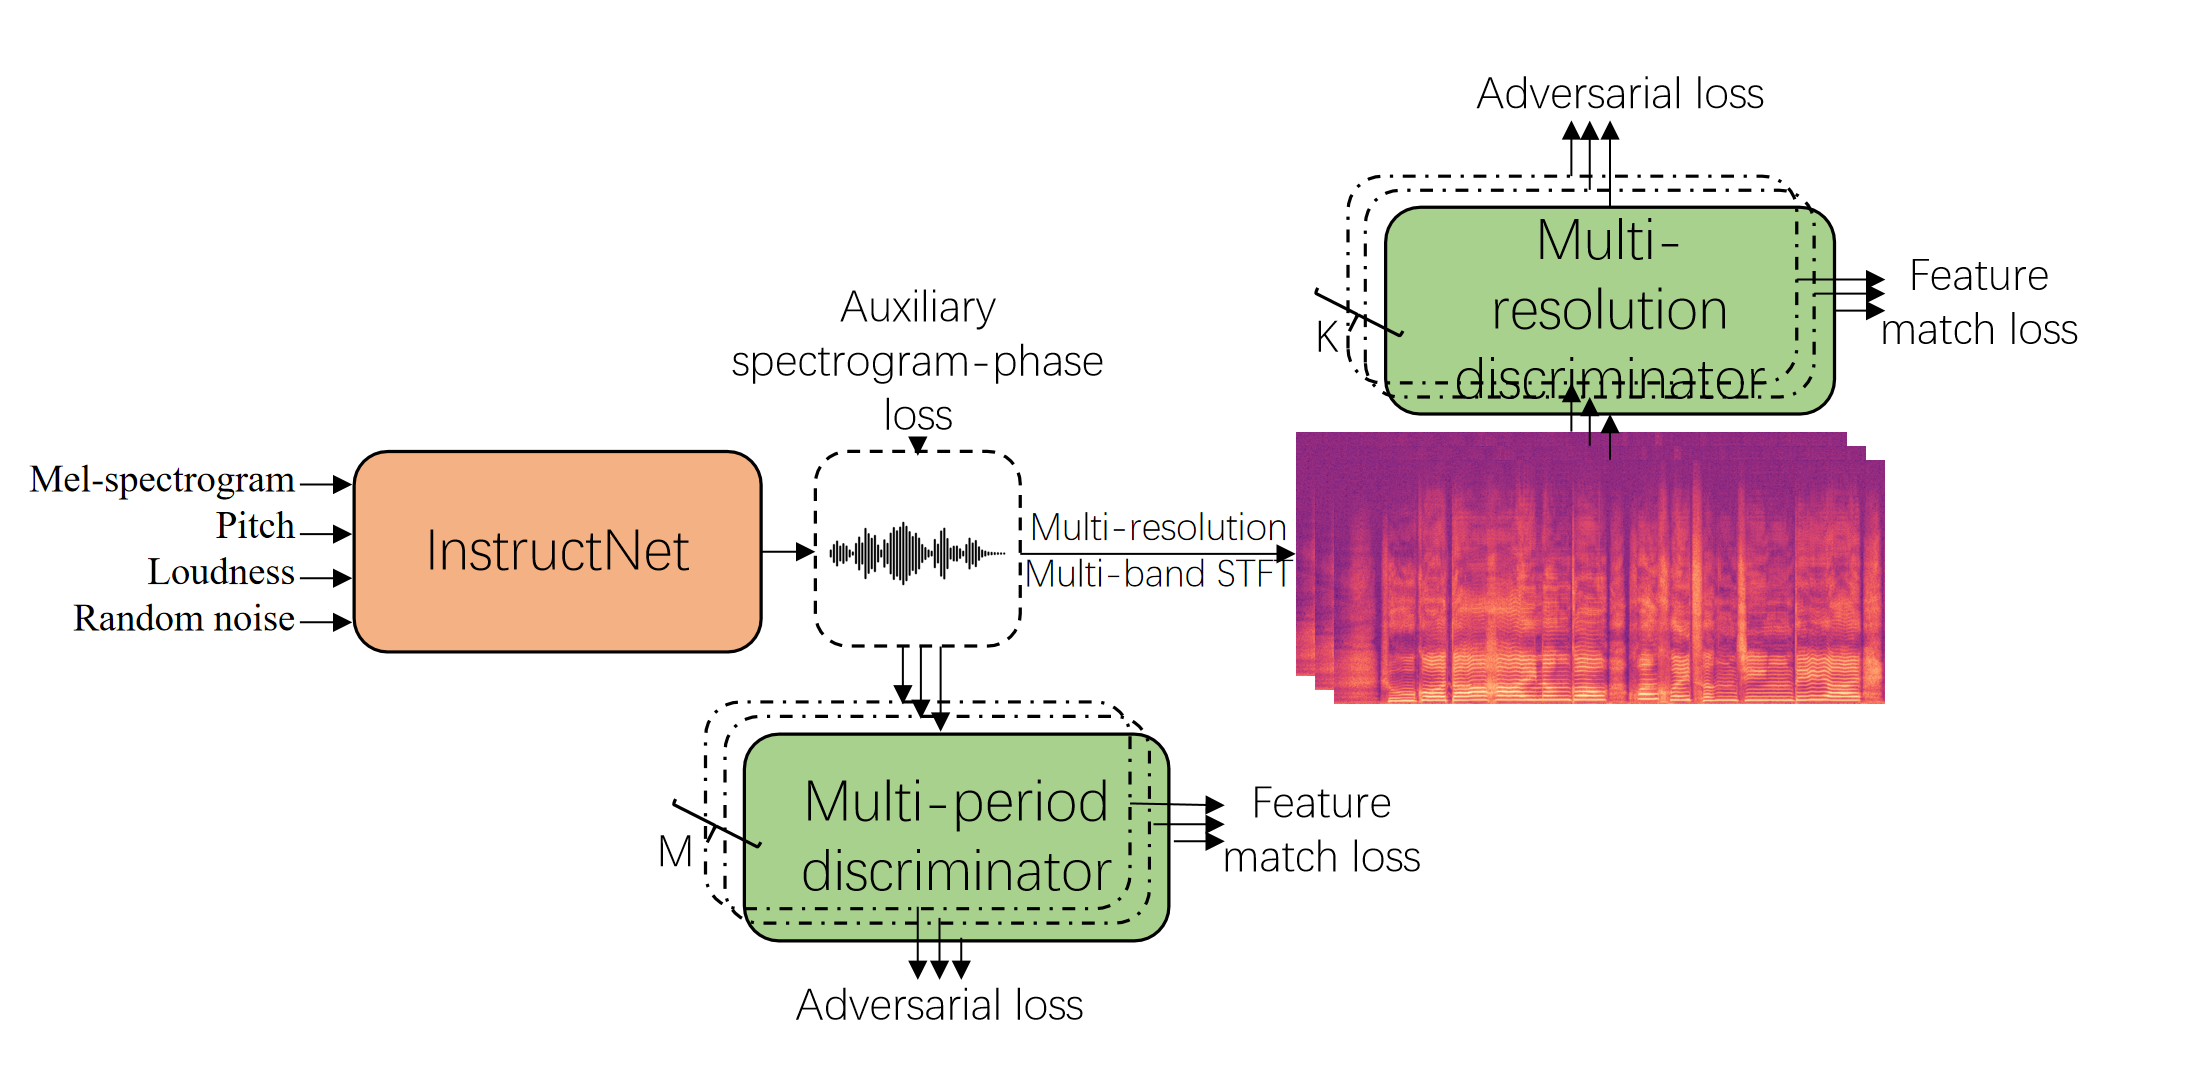 Adversarial loss
Multi-
resolution
discriminator
K
Feature
match loss
Auxiliary
spectrogram-phase
loss
Mel-spectrogram
Pitch
Loudness
Random noise
InstructNet
Multi-resolution
Multi-band STFT
Multi-period
discriminator
M
Feature
match loss
Adversarial loss